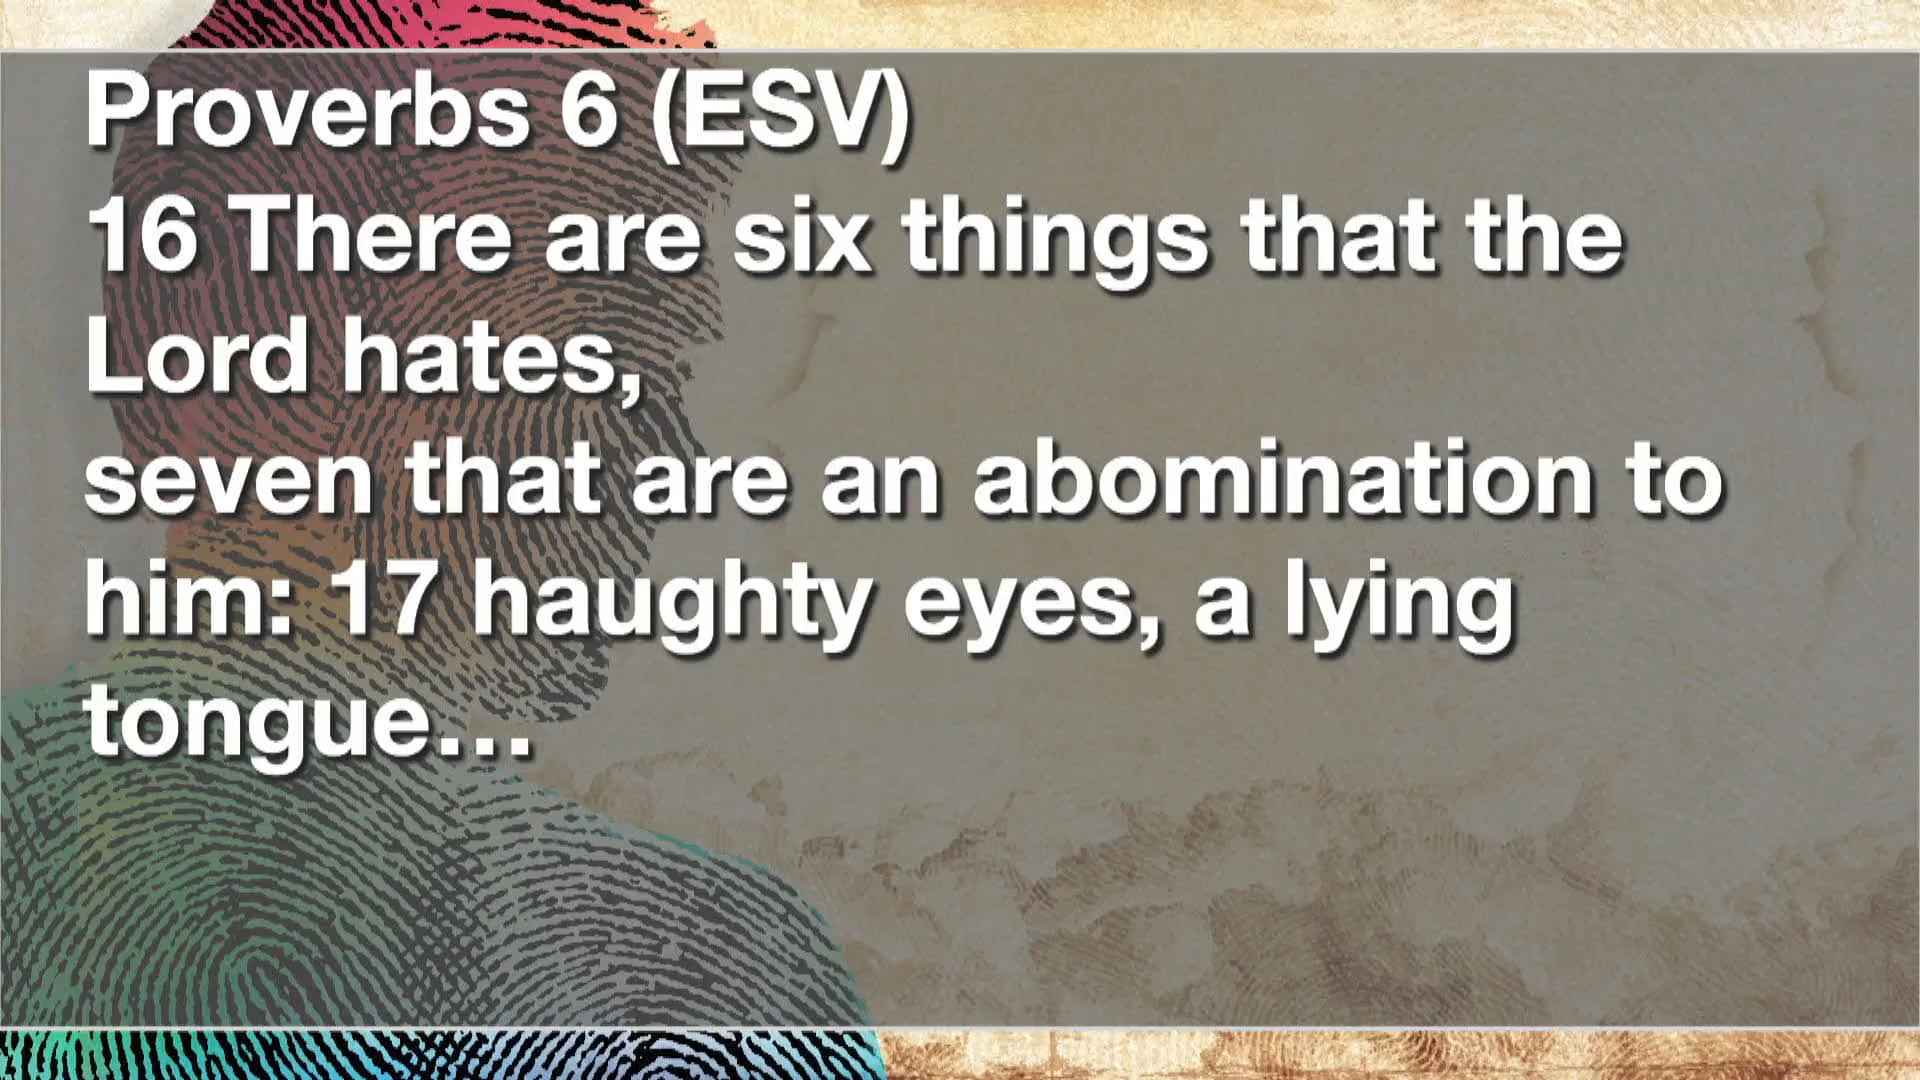 Proverbs 6 (ESV)
16 There are six things that the
Lord hates,
seven that are an abomination to
him: 17 haughty eyes, a lying
tongue…